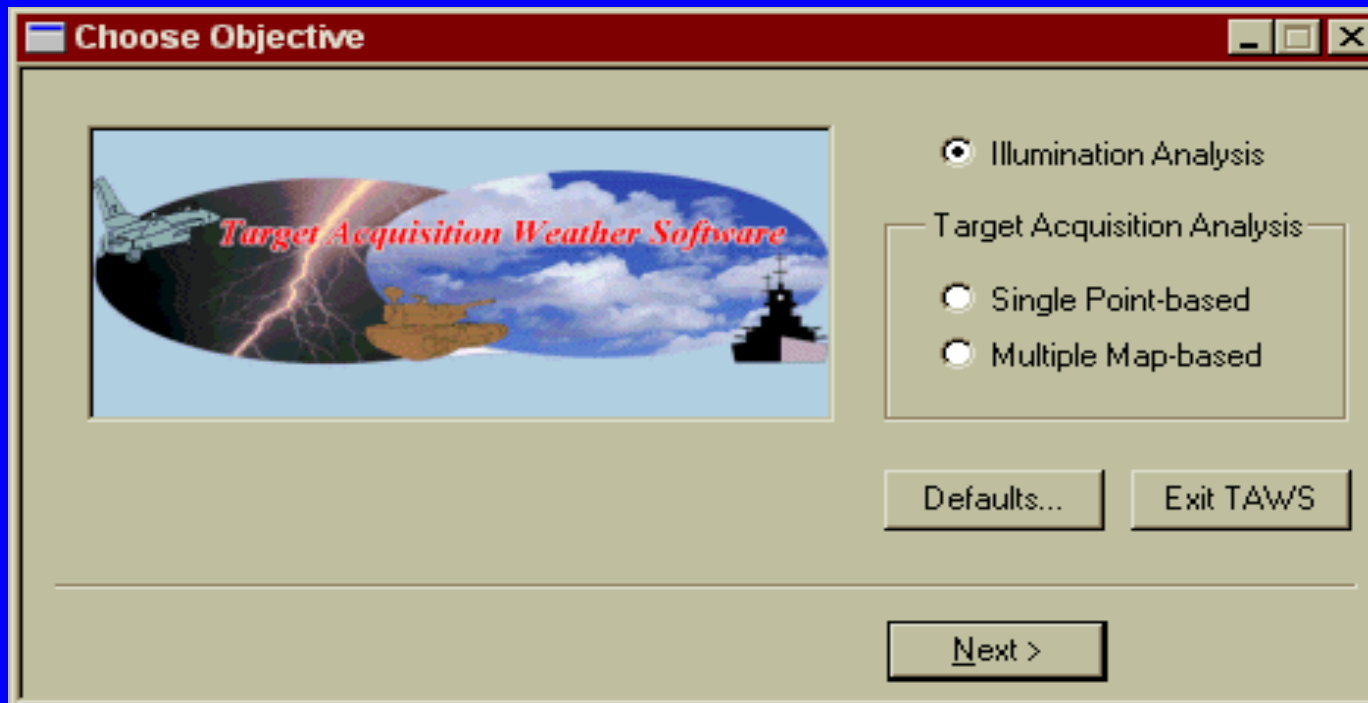 Choose Objective
Target Acquisition Weather Software
Illumination Analysis
Target Acquisition Analysis
Single Point-based
Multiple Map-based
Defaults...
Exit TAWS
Next >